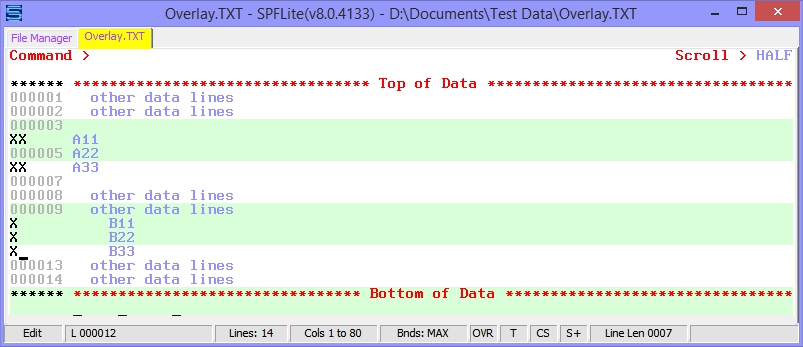 Overlay.TXT - SPFLite(v8.0.4133) - D:\Documents\Test Data\Overlay.TXT
File Manager Overlay.TXT
Command > Scroll > HALF
****** ********************************* Top of Data **********************************
000001 other data lines
000002 other data lines
000003
XX A11
000005 A22
XX A33
000007
000008 other data lines
000009 other data lines
X B11
X B22
X_ B33
000013 other data lines
000014 other data lines
****** ******************************** Bottom of Data ********************************
Edit L 000012 Lines: 14 Cols 1 to 80 Bnds: MAX OVR T CS S+ Line Len 0007